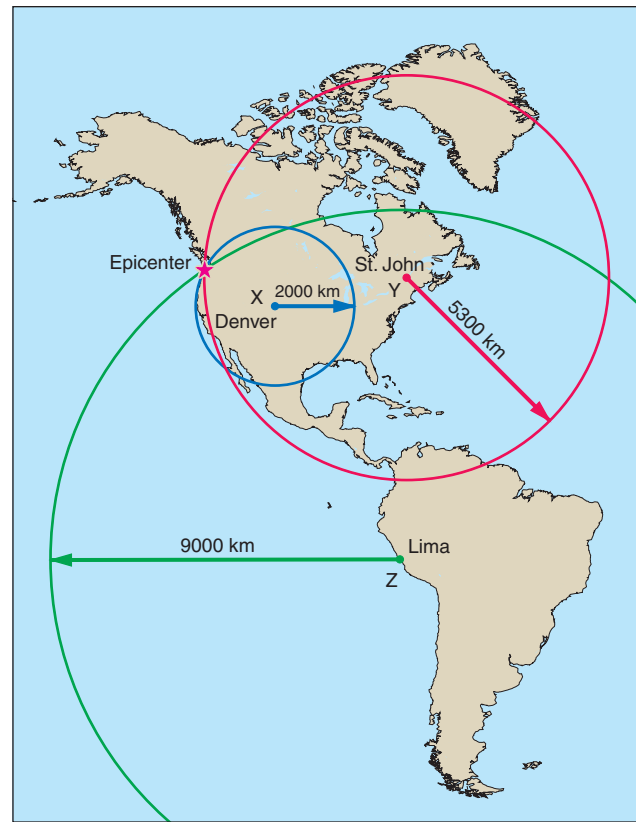 Epicenter
St. John
X
2000 km
Y
Denver
5300 km
9000 km
Lima
Z